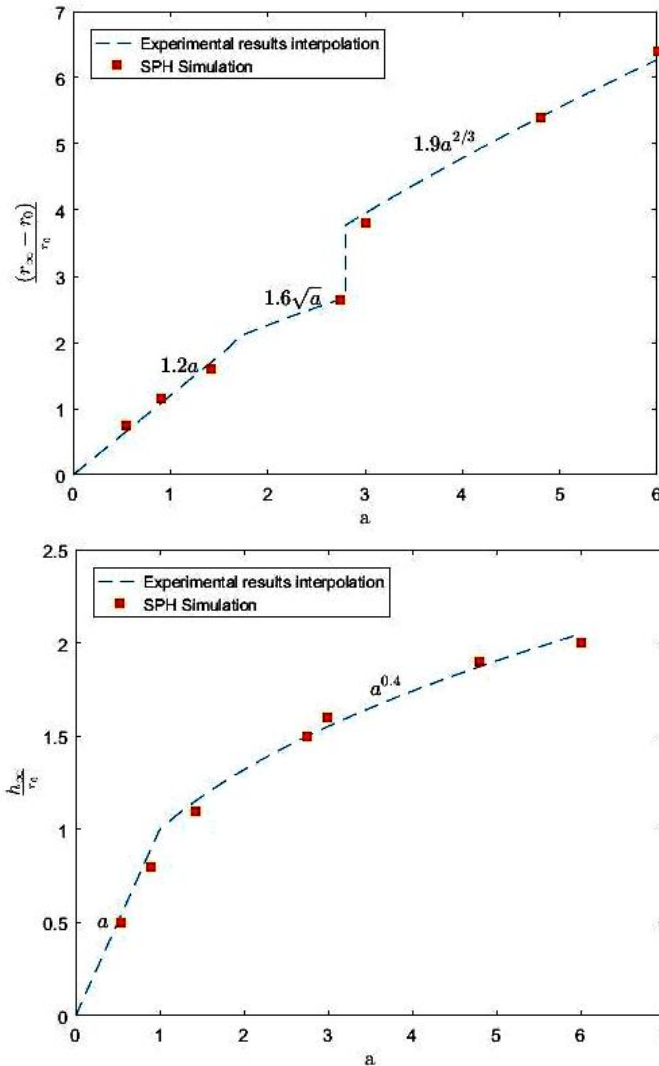 7
6
5
4
3
2
1
0
Experimental results interpolation
SPH Simulation
1.9a^{2/3}
1.6√a
1.2a
(r_∞ − r_0)
r_0
0 1 2 3 4 5 6
a
2.5
2
1.5
1
0.5
0
Experimental results interpolation
SPH Simulation
a^{0.4}
a
h_∞
r_0
0 1 2 3 4 5 6 7
a